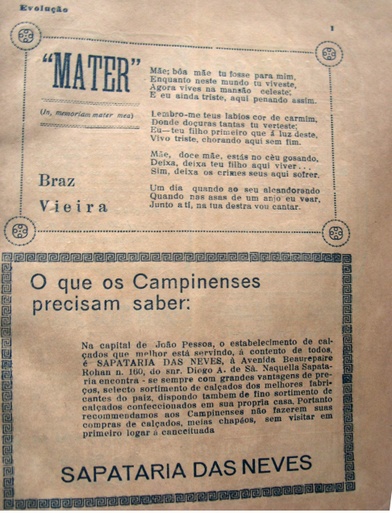 Evolução
1
“MATER”
(In, memoriam mater mea)
Braz
Vieira
Mãe; bôa mãe tu fosse para mim,
Enquanto neste mundo tu viveste,
Agora vives na mansão celeste;
E eu ainda triste, aqui penando assim.
Lembro-me teus labios cor de carmim,
Donde doçuras tantas tu verteste;
Eu—teu filho primeiro que á luz deste,
Vivo triste, chorando aqui sem fim.
Mãe, doce mãe, estás no céu gosando,
Deixa, deixa teu filho aqui viver...
Sim, deixa os crimes seus aqui sofrer.
Um dia quando ao seu alcandorando
Quando nas asas de um anjo eu voar,
Junto a ti, na tua destra vou cantar.
O que os Campinenses
precisam saber:
Na capital de João Pessoa, o estabelecimento de cal-
çados que melhor está servindo, à contento de todos,
é SAPATARIA DAS NEVES, à Avenida Beaurepaire
Rohan n. 160, do snr. Diogo A. de Sá. Naquella Sapata-
ria encontra-se sempre com grandes vantagens de pre-
ços, selecto sortimento de calçados dos melhores fabri-
cantes do paiz, dispondo tambem de fino sortimento de
calçados confeccionados em sua propria casa. Portanto
recommendamos aos Campinenses não fazerem suas
compras de calçados, meias chapéos, sem visitar em
primeiro logar a conceituada
SAPATARIA DAS NEVES